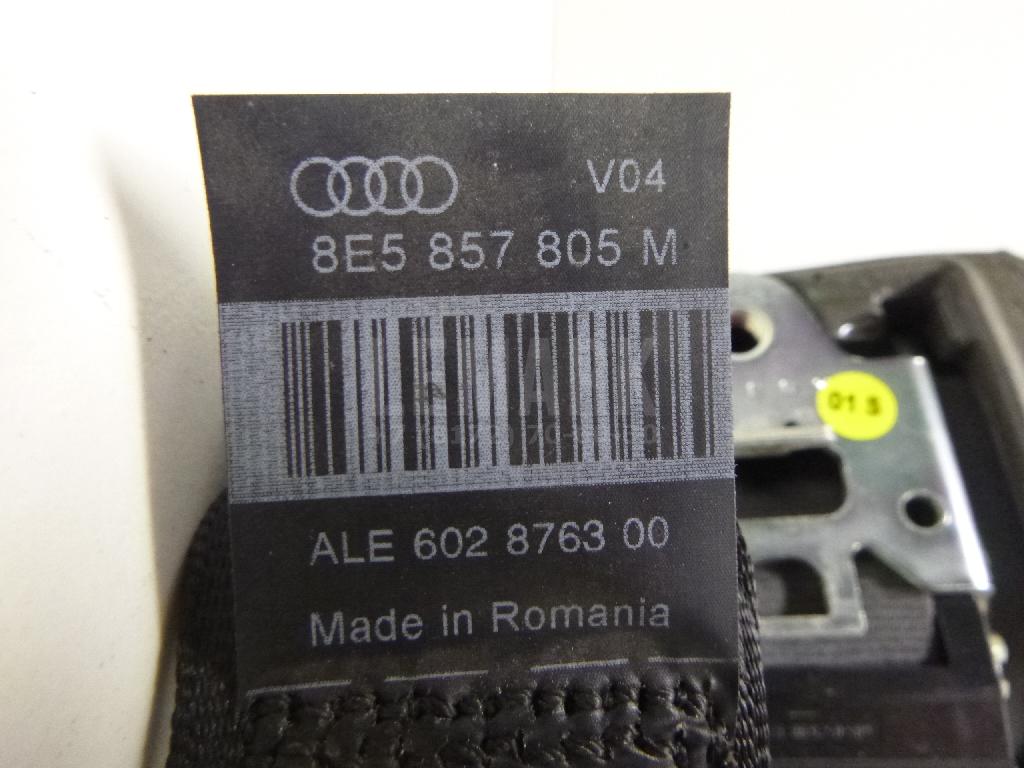 V04
8E5 857 805 M
ALE 602 8763 00
Made in Romania
01 S